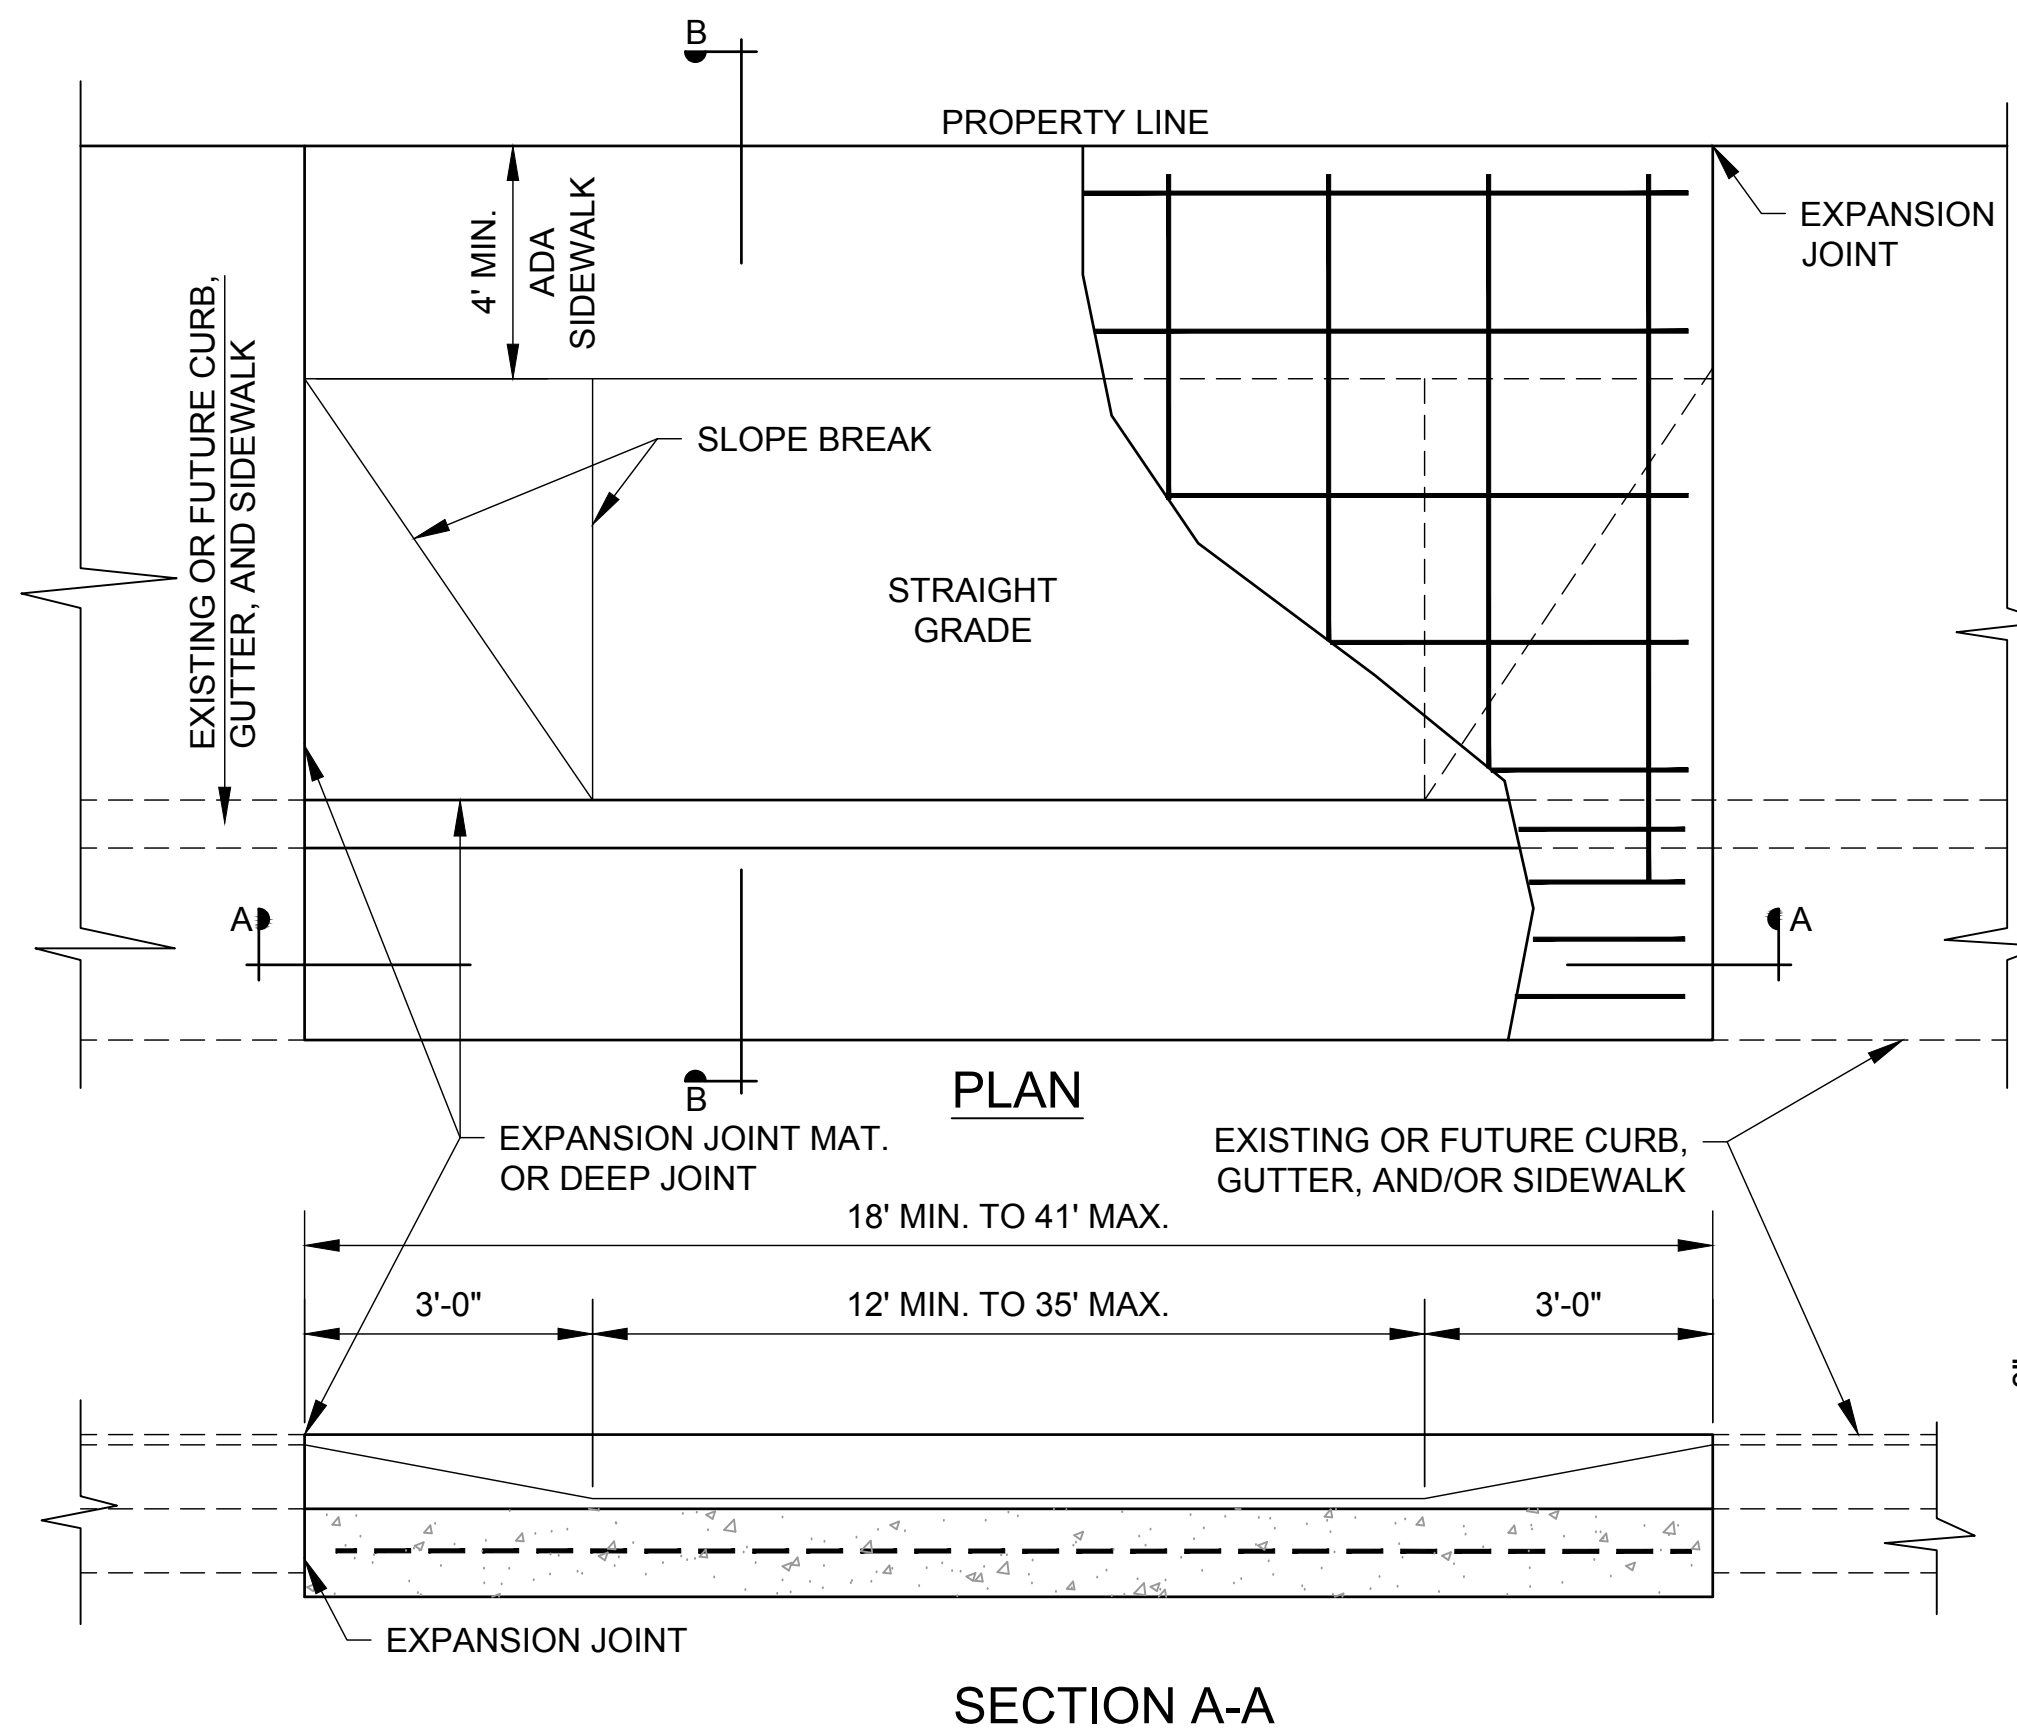 B
PROPERTY LINE
4' MIN.
ADA
SIDEWALK
EXPANSION
JOINT
EXISTING OR FUTURE CURB,
GUTTER, AND SIDEWALK
SLOPE BREAK
STRAIGHT
GRADE
A
A
B
PLAN
EXPANSION JOINT MAT.
OR DEEP JOINT
EXISTING OR FUTURE CURB,
GUTTER, AND/OR SIDEWALK
18' MIN. TO 41' MAX.
3'-0"
12' MIN. TO 35' MAX.
3'-0"
EXPANSION JOINT
SECTION A-A